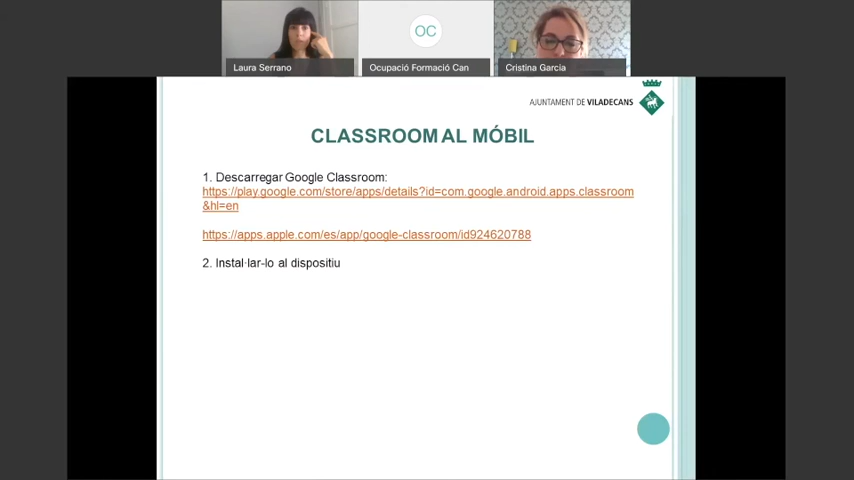 OC
Laura Serrano
Ocupació Formació Can
Cristina Garcia
AJUNTAMENT DE VILADECANS
CLASSROOM AL MÓBIL
1. Descarregar Google Classroom:
https://play.google.com/store/apps/details?id=com.google.android.apps.classroom
&hl=en
https://apps.apple.com/es/app/google-classroom/id924620788
2. Instal·lar-lo al dispositiu